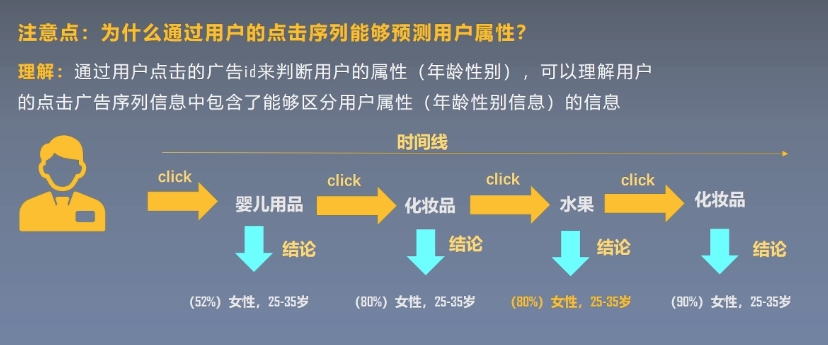 注意点：为什么通过用户的点击序列能够预测用户属性？
理解：通过用户点击的广告id来判断用户的属性（年龄性别），可以理解用户
的点击广告序列信息中包含了能够区分用户属性（年龄性别信息）的信息
时间线
click
click
click
click
婴儿用品
化妆品
水果
化妆品
结论
结论
结论
结论
（52%）女性，25-35岁
（80%）女性，25-35岁
（80%）女性，25-35岁
（90%）女性，25-35岁